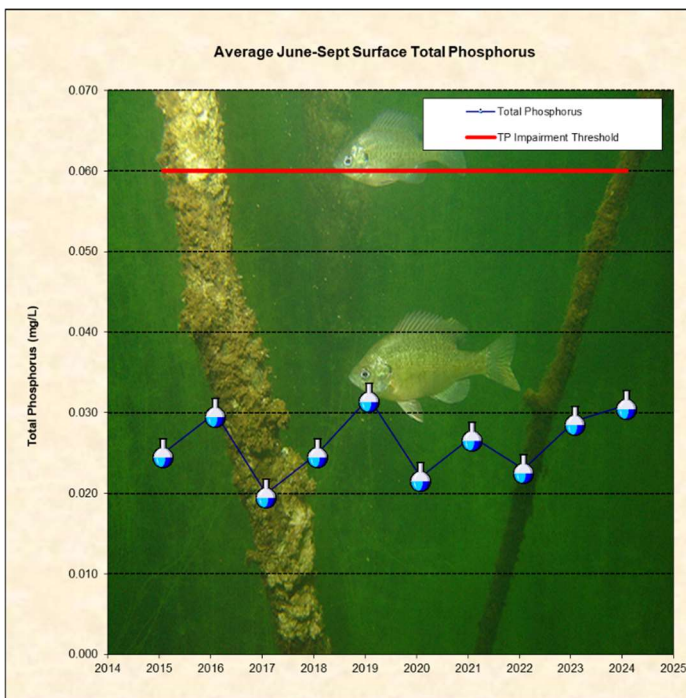 Average June-Sept Surface Total Phosphorus
Total Phosphorus
TP Impairment Threshold
Total Phosphorus (mg/L)
0.070
0.060
0.050
0.040
0.030
0.020
0.010
0.000
2014 2015 2016 2017 2018 2019 2020 2021 2022 2023 2024 2025